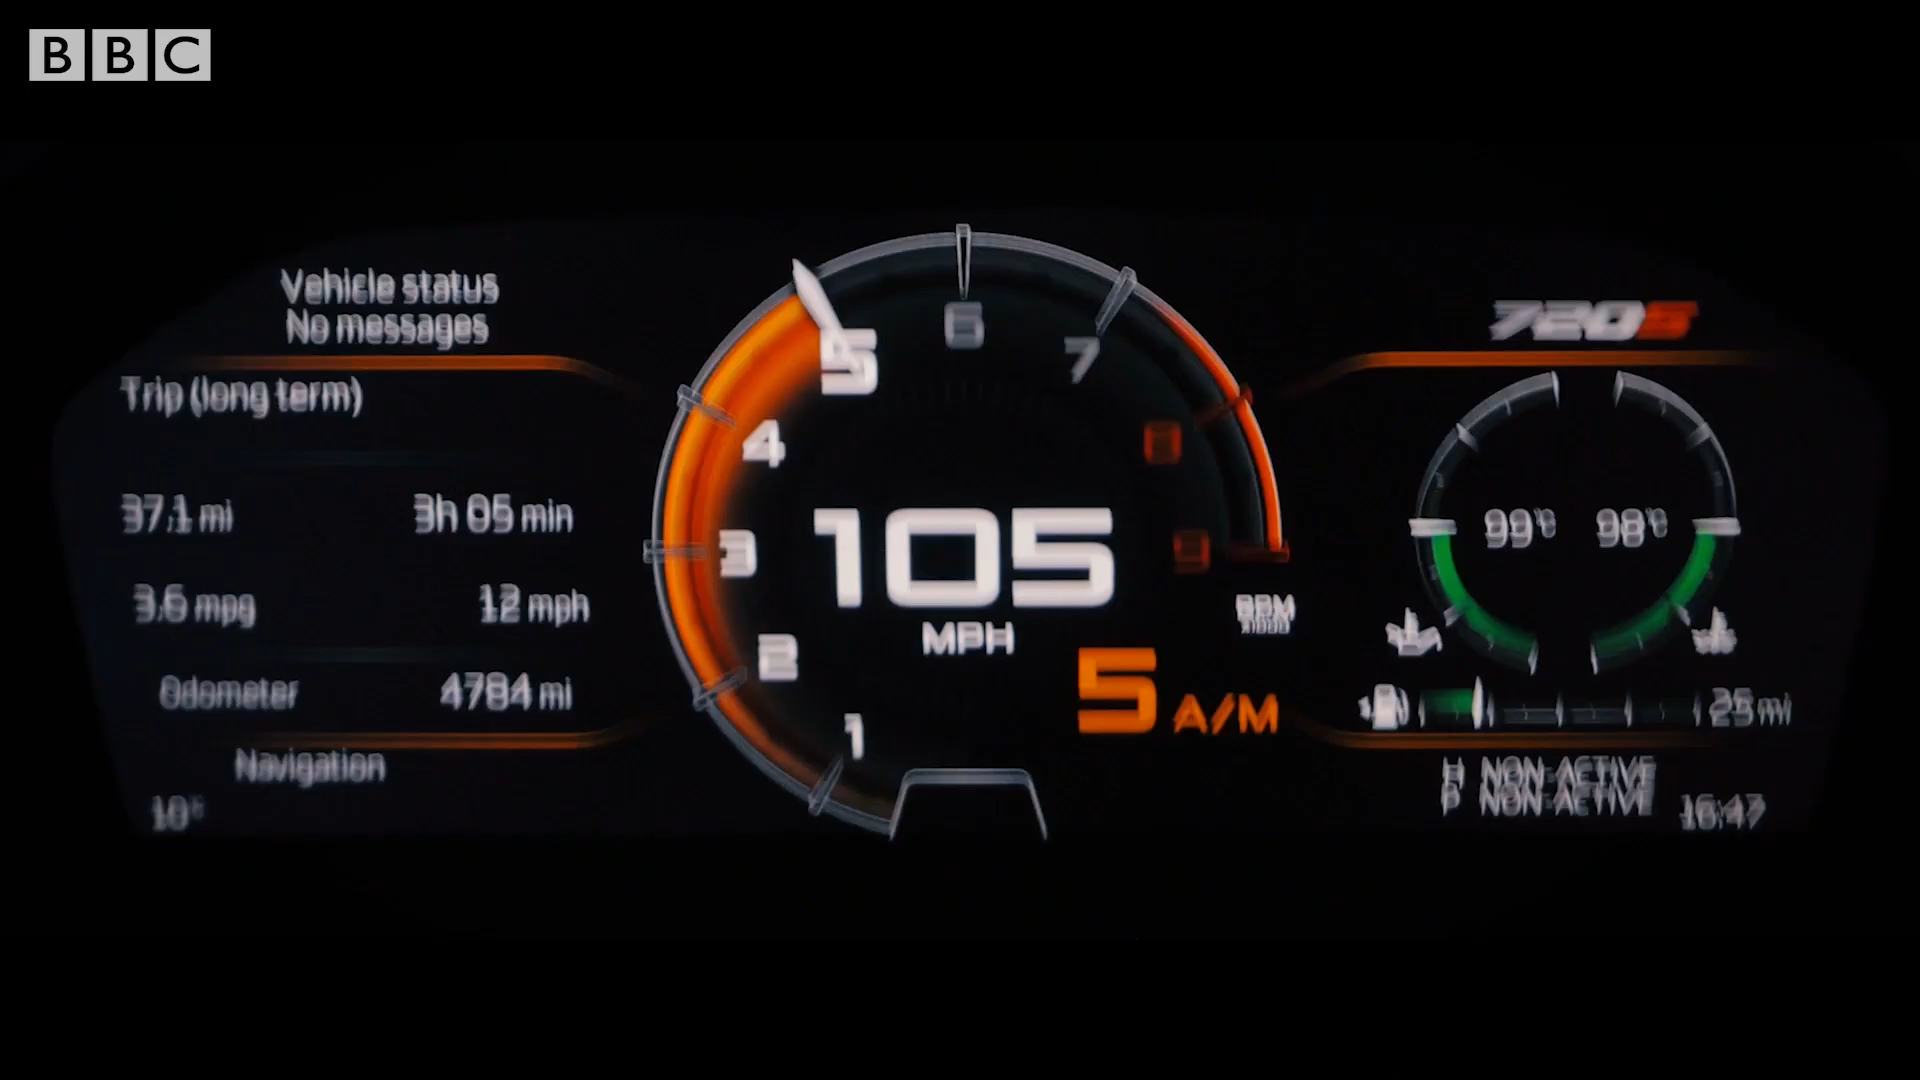 BBC
Vehicle status
No messages
Trip (long term)
37.1 mi 3h 05 min
3.6 mpg 12 mph
Odometer 4784 mi
Navigation
1
2
3
4
5
6
7
8
9
105
MPH
5 A/M
RPM
x1000
720S
99°C 98°C
25 mi
H NON-ACTIVE
P NON-ACTIVE
16:47